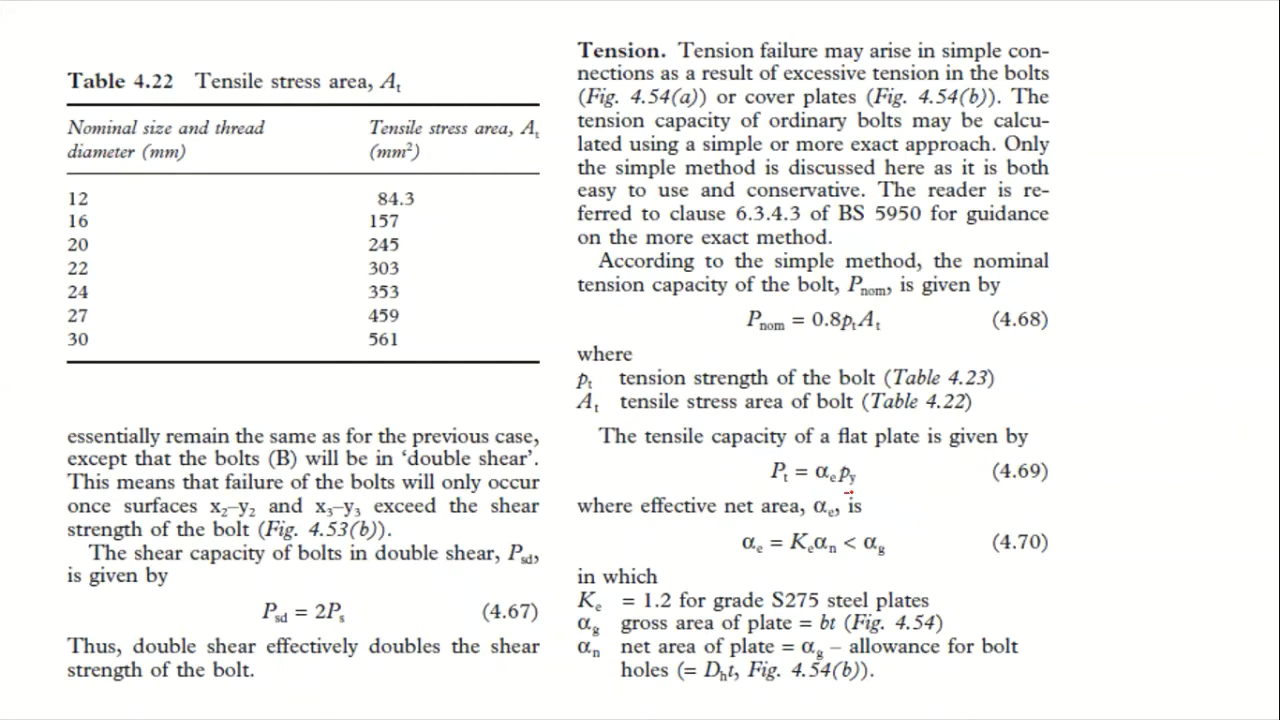 Table 4.22 Tensile stress area, Aₜ
Nominal size and thread diameter (mm) Tensile stress area, Aₜ (mm²)
12 84.3
16 157
20 245
22 303
24 353
27 459
30 561
essentially remain the same as for the previous case,
except that the bolts (B) will be in ‘double shear’.
This means that failure of the bolts will only occur
once surfaces x₂–y₂ and x₃–y₃ exceed the shear
strength of the bolt (Fig. 4.53(b)).
The shear capacity of bolts in double shear, Psd,
is given by
Psd = 2Ps (4.67)
Thus, double shear effectively doubles the shear
strength of the bolt.
Tension. Tension failure may arise in simple con-
nections as a result of excessive tension in the bolts
(Fig. 4.54(a)) or cover plates (Fig. 4.54(b)). The
tension capacity of ordinary bolts may be calcu-
lated using a simple or more exact approach. Only
the simple method is discussed here as it is both
easy to use and conservative. The reader is re-
ferred to clause 6.3.4.3 of BS 5950 for guidance
on the more exact method.
According to the simple method, the nominal
tension capacity of the bolt, Pnom, is given by
Pnom = 0.8pₜAₜ (4.68)
where
pₜ tension strength of the bolt (Table 4.23)
Aₜ tensile stress area of bolt (Table 4.22)
The tensile capacity of a flat plate is given by
Pₜ = αₑpy (4.69)
where effective net area, αₑ, is
αₑ = Kₑαₙ < αg (4.70)
in which
Kₑ = 1.2 for grade S275 steel plates
αg gross area of plate = bt (Fig. 4.54)
αₙ net area of plate = αg – allowance for bolt
holes (= Dₕt, Fig. 4.54(b)).